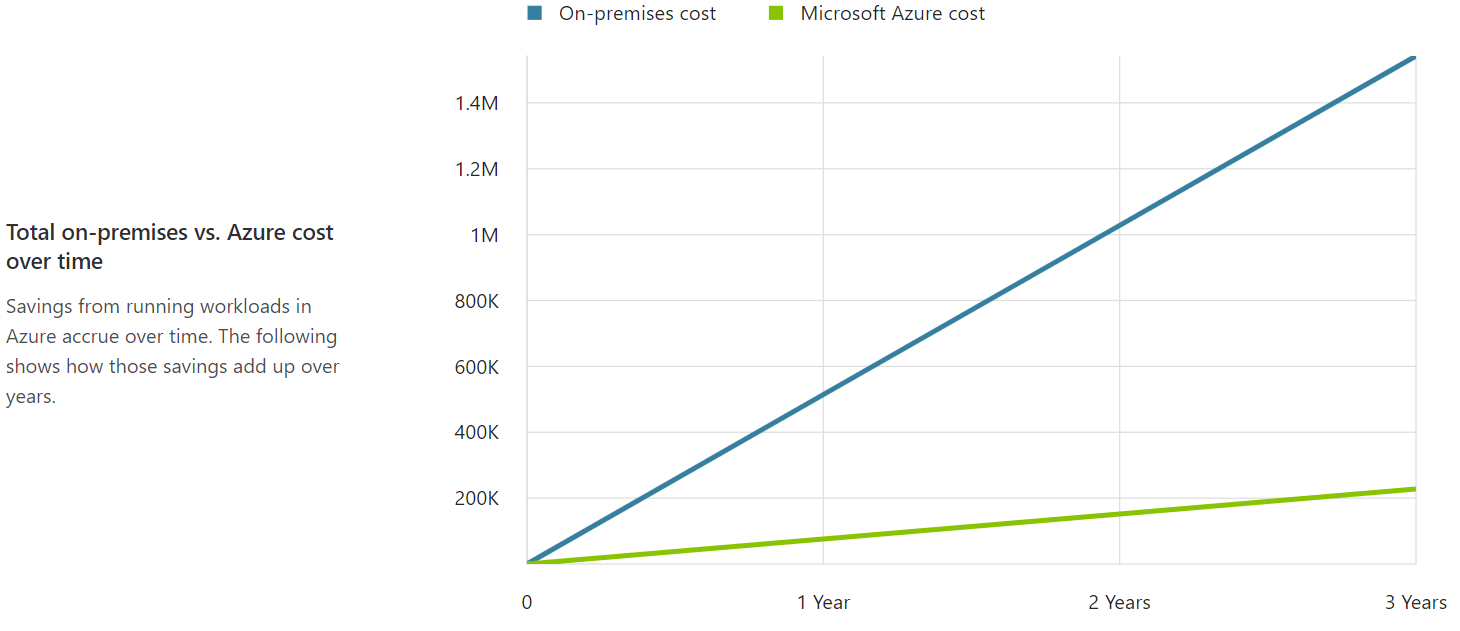 On-premises cost
Microsoft Azure cost
Total on-premises vs. Azure cost
over time
Savings from running workloads in
Azure accrue over time. The following
shows how those savings add up over
years.
1.4M
1.2M
1M
800K
600K
400K
200K
0
1 Year
2 Years
3 Years